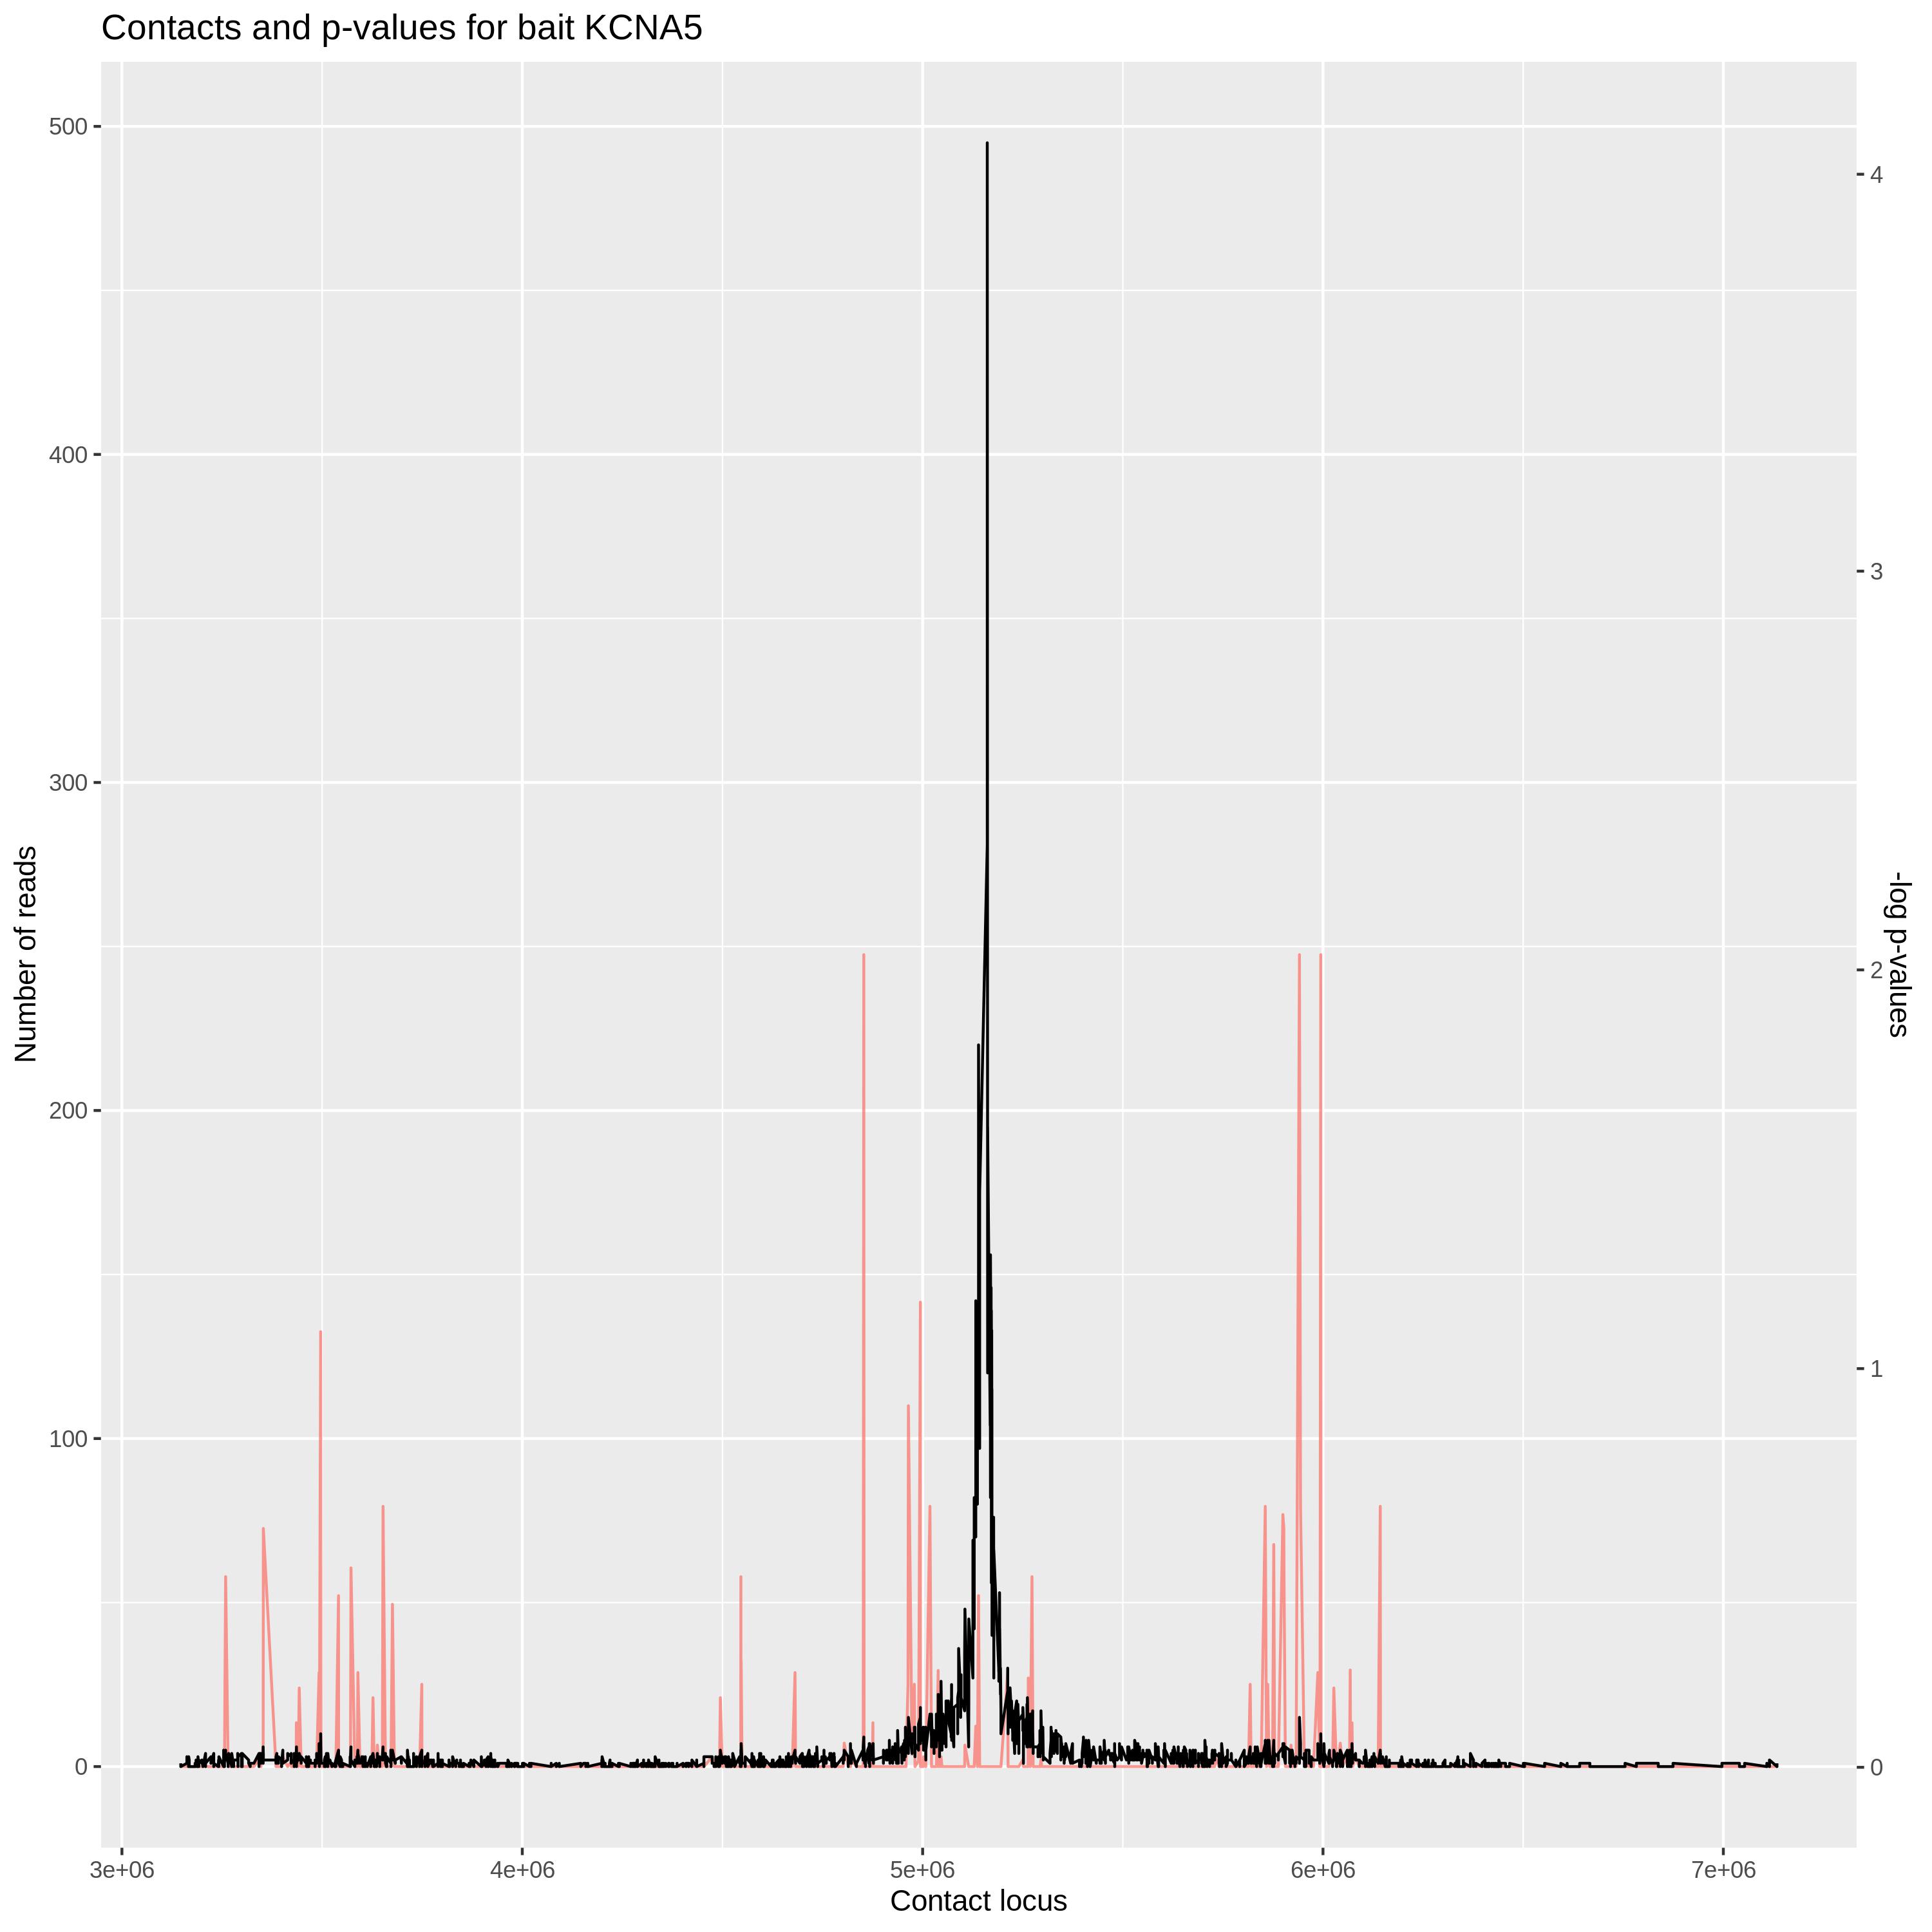 Contacts and p-values for bait KCNA5
500
400
300
200
100
0
Number of reads
4
3
2
1
0
-log p-values
3e+06 4e+06 5e+06 6e+06 7e+06
Contact locus